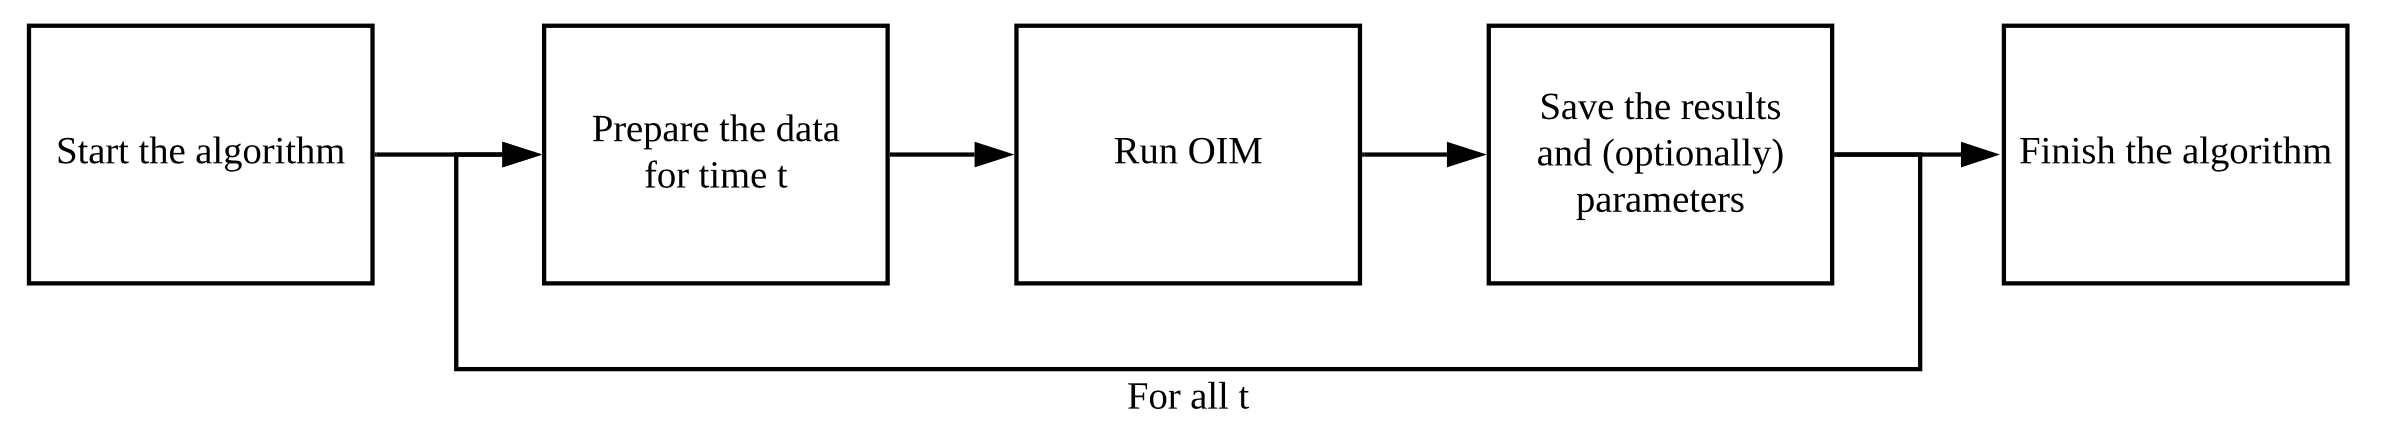 Start the algorithm
Prepare the data
for time t
Run OIM
Save the results
and (optionally)
parameters
Finish the algorithm
For all t